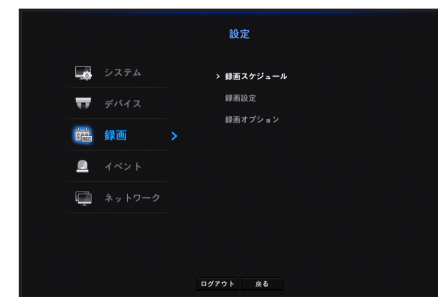 設定
システム
デバイス
録画
イベント
ネットワーク
録画スケジュール
録画設定
録画オプション
ログアウト 戻る